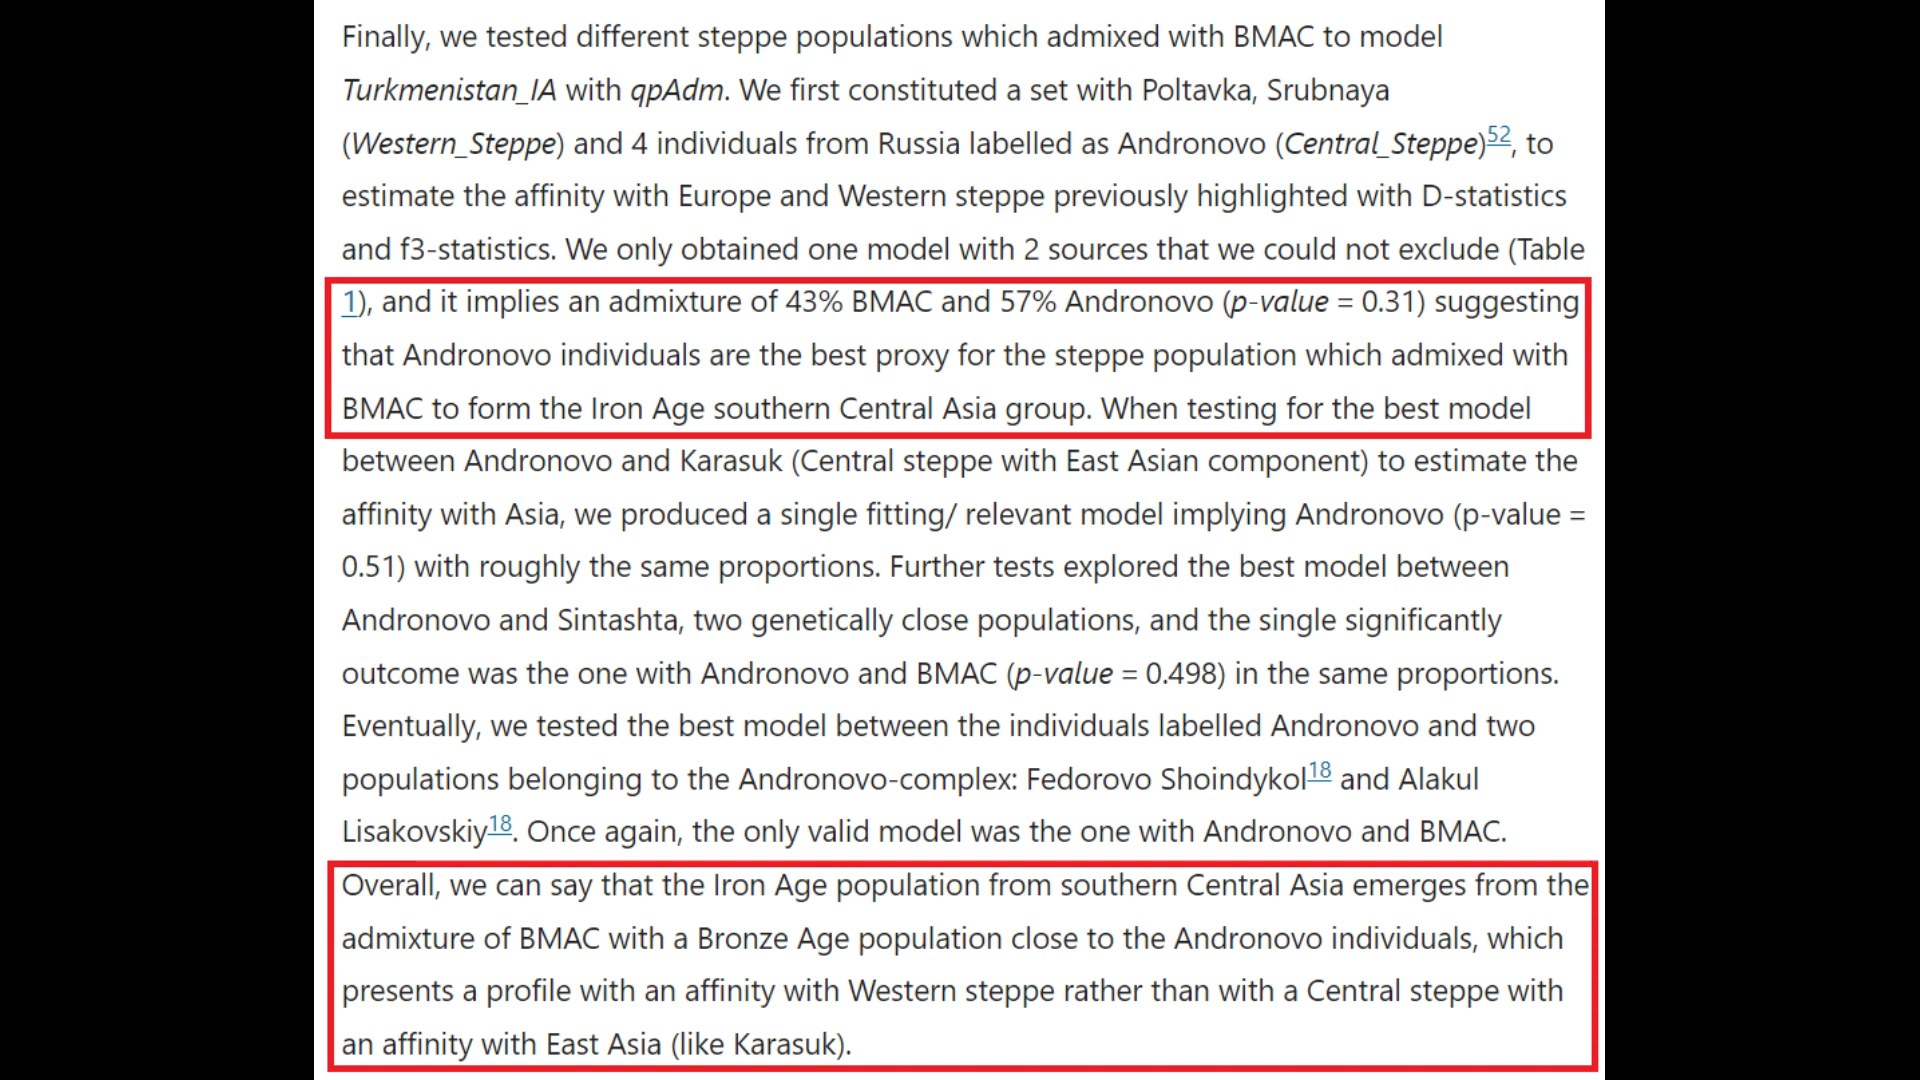 Finally, we tested different steppe populations which admixed with BMAC to model
Turkmenistan_IA with qpAdm. We first constituted a set with Poltavka, Srubnaya
(Western_Steppe) and 4 individuals from Russia labelled as Andronovo (Central_Steppe)52, to
estimate the affinity with Europe and Western steppe previously highlighted with D-statistics
and f3-statistics. We only obtained one model with 2 sources that we could not exclude (Table
1), and it implies an admixture of 43% BMAC and 57% Andronovo (p-value = 0.31) suggesting
that Andronovo individuals are the best proxy for the steppe population which admixed with
BMAC to form the Iron Age southern Central Asia group. When testing for the best model
between Andronovo and Karasuk (Central steppe with East Asian component) to estimate the
affinity with Asia, we produced a single fitting/ relevant model implying Andronovo (p-value =
0.51) with roughly the same proportions. Further tests explored the best model between
Andronovo and Sintashta, two genetically close populations, and the single significantly
outcome was the one with Andronovo and BMAC (p-value = 0.498) in the same proportions.
Eventually, we tested the best model between the individuals labelled Andronovo and two
populations belonging to the Andronovo-complex: Fedorovo Shoindykol18 and Alakul
Lisakovskiy18. Once again, the only valid model was the one with Andronovo and BMAC.
Overall, we can say that the Iron Age population from southern Central Asia emerges from the
admixture of BMAC with a Bronze Age population close to the Andronovo individuals, which
presents a profile with an affinity with Western steppe rather than with a Central steppe with
an affinity with East Asia (like Karasuk).